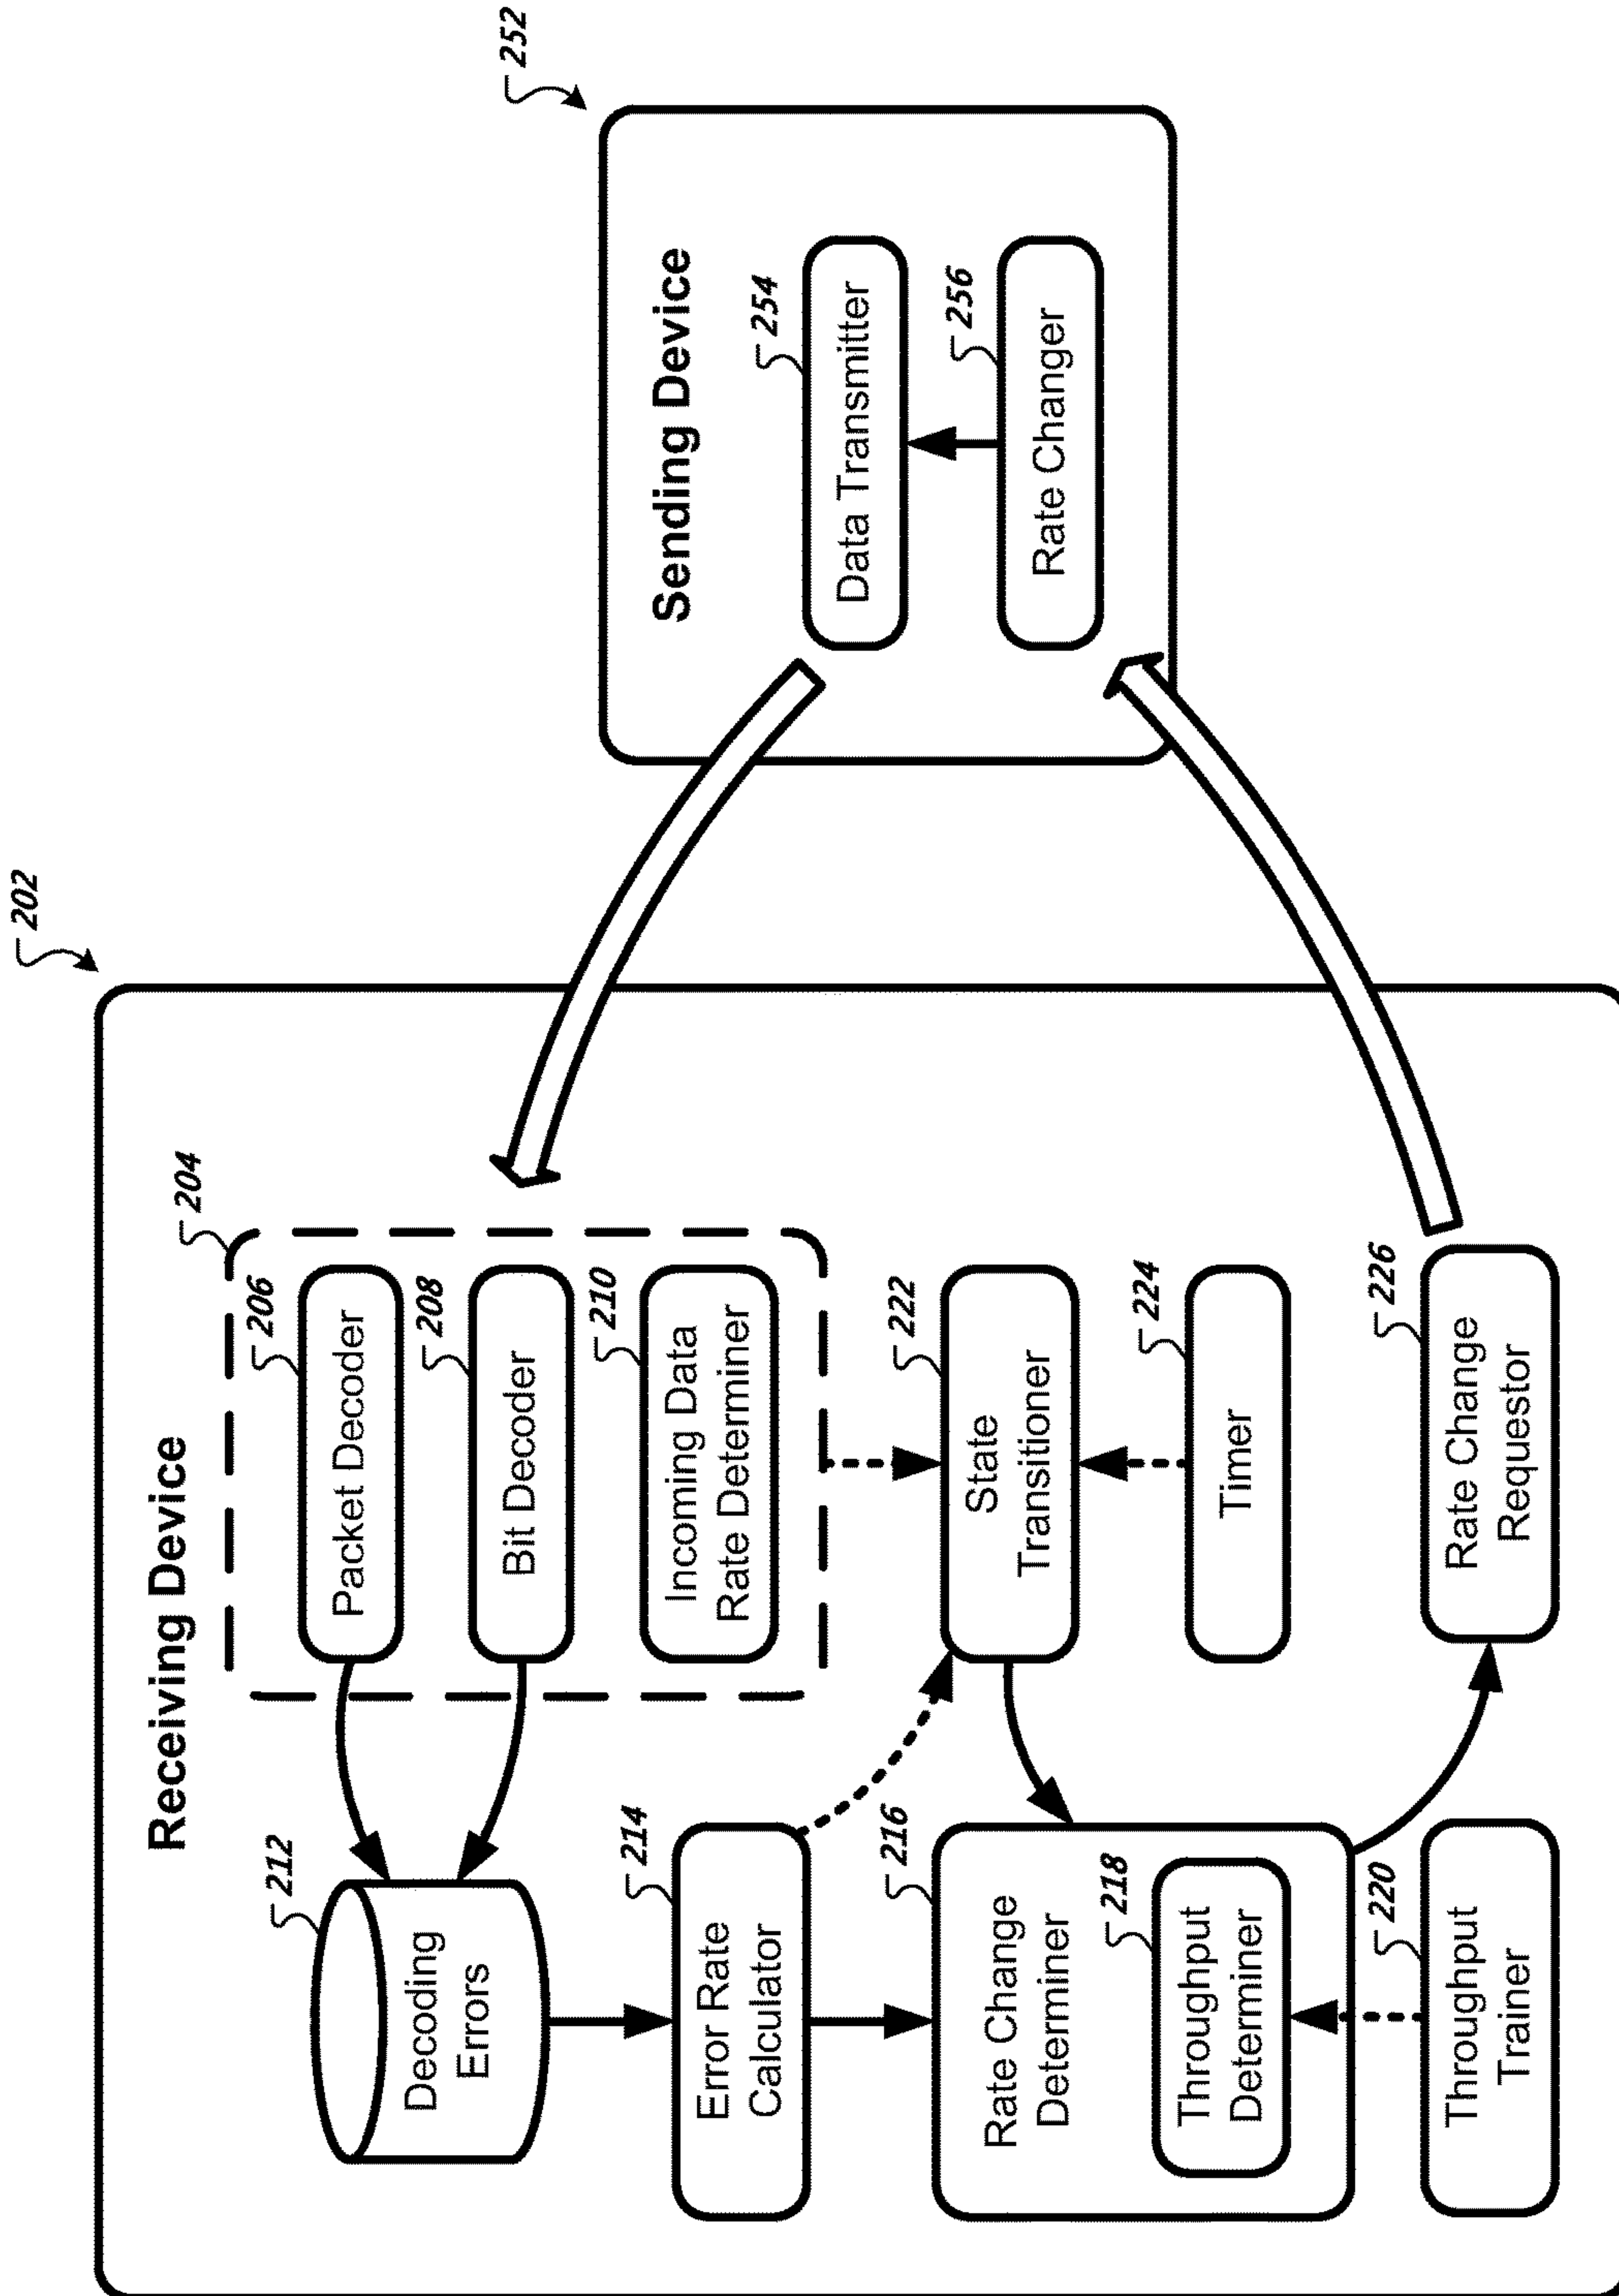 202
252
Receiving Device
204
212
Decoding
Errors
206
Packet Decoder
208
Bit Decoder
210
Incoming Data
Rate Determiner
214
Error Rate
Calculator
222
State
Transitioner
216
Rate Change
Determiner
218
Throughput
Determiner
224
Timer
220
Throughput
Trainer
226
Rate Change
Requestor
Sending Device
254
Data Transmitter
256
Rate Changer